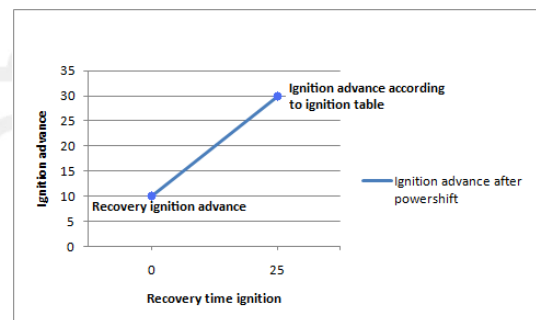 35
30
25
20
15
10
5
0
Ignition advance
Ignition advance according
to ignition table
Recovery ignition advance
0
25
Recovery time ignition
Ignition advance after
powershift